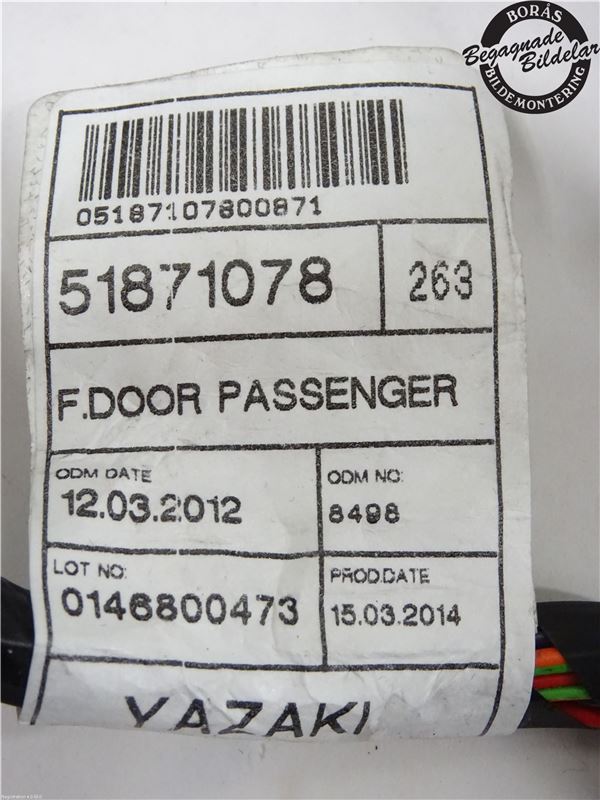 BORÅS
Begagnade
Bildelar
BILDEMONTERING
05187107800871
51871078
263
F.DOOR PASSENGER
ODM DATE
12.03.2012
ODM NO:
8498
LOT NO:
0146800473
PROD.DATE
15.03.2014
YAZAKI